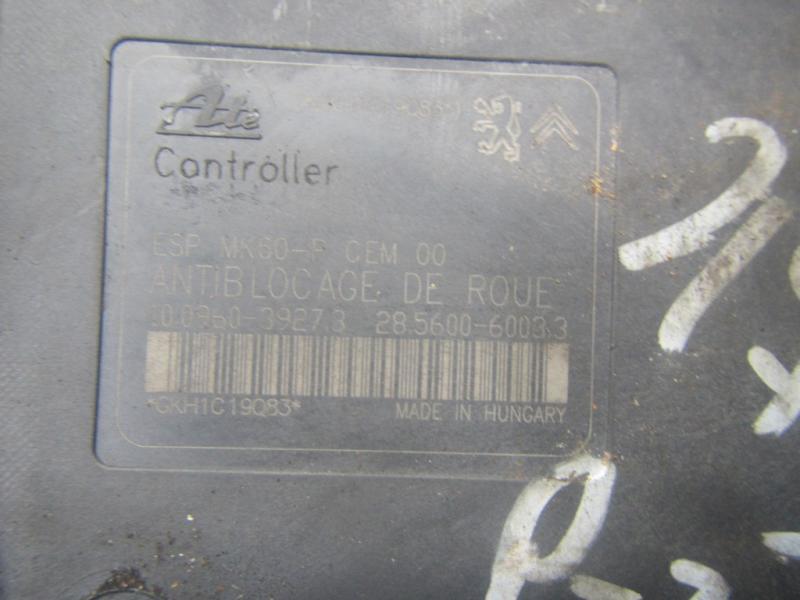 Ate
Controller
ESP MK60-P CEM 00
ANTIBLOCAGE DE ROUE
10.0960-3927.3 28.5600-6003.3
*GKH1C19Q83*
MADE IN HUNGARY